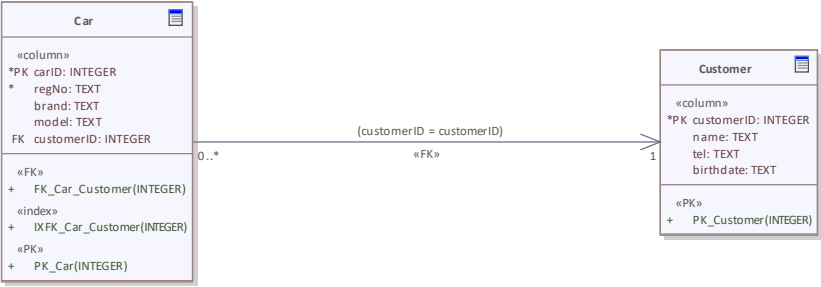 Car
«column»
*PK carID: INTEGER
* regNo: TEXT
brand: TEXT
model: TEXT
FK customerID: INTEGER
«FK»
+ FK_Car_Customer(INTEGER)
«index»
+ IXFK_Car_Customer(INTEGER)
«PK»
+ PK_Car(INTEGER)
(customerID = customerID)
0..*
«FK»
1
Customer
«column»
*PK customerID: INTEGER
name: TEXT
tel: TEXT
birthdate: TEXT
«PK»
+ PK_Customer(INTEGER)